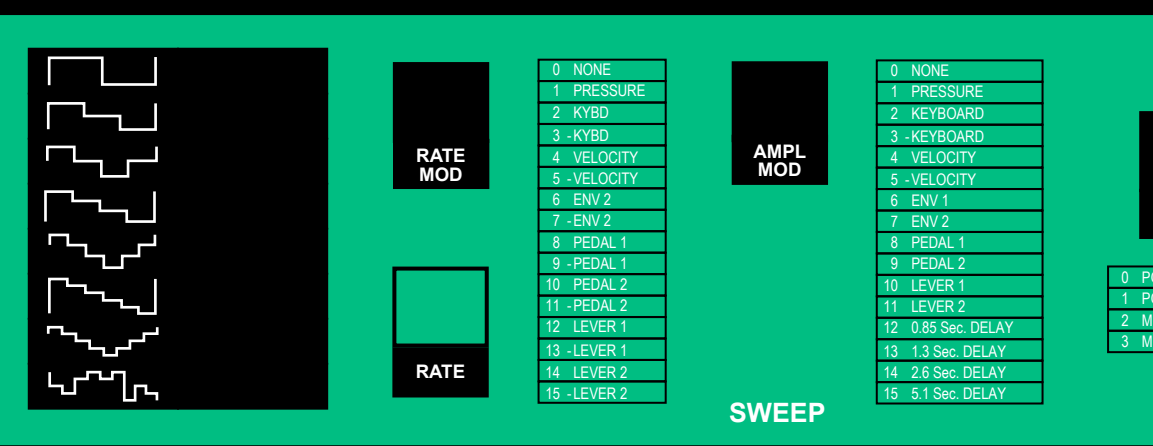 RATE
MOD
RATE
0 NONE
1 PRESSURE
2 KYBD
3 -KYBD
4 VELOCITY
5 -VELOCITY
6 ENV 2
7 -ENV 2
8 PEDAL 1
9 -PEDAL 1
10 PEDAL 2
11 -PEDAL 2
12 LEVER 1
13 -LEVER 1
14 LEVER 2
15 -LEVER 2
AMPL
MOD
SWEEP
0 NONE
1 PRESSURE
2 KEYBOARD
3 -KEYBOARD
4 VELOCITY
5 -VELOCITY
6 ENV 1
7 ENV 2
8 PEDAL 1
9 PEDAL 2
10 LEVER 1
11 LEVER 2
12 0.85 Sec. DELAY
13 1.3 Sec. DELAY
14 2.6 Sec. DELAY
15 5.1 Sec. DELAY
0
1
2
3